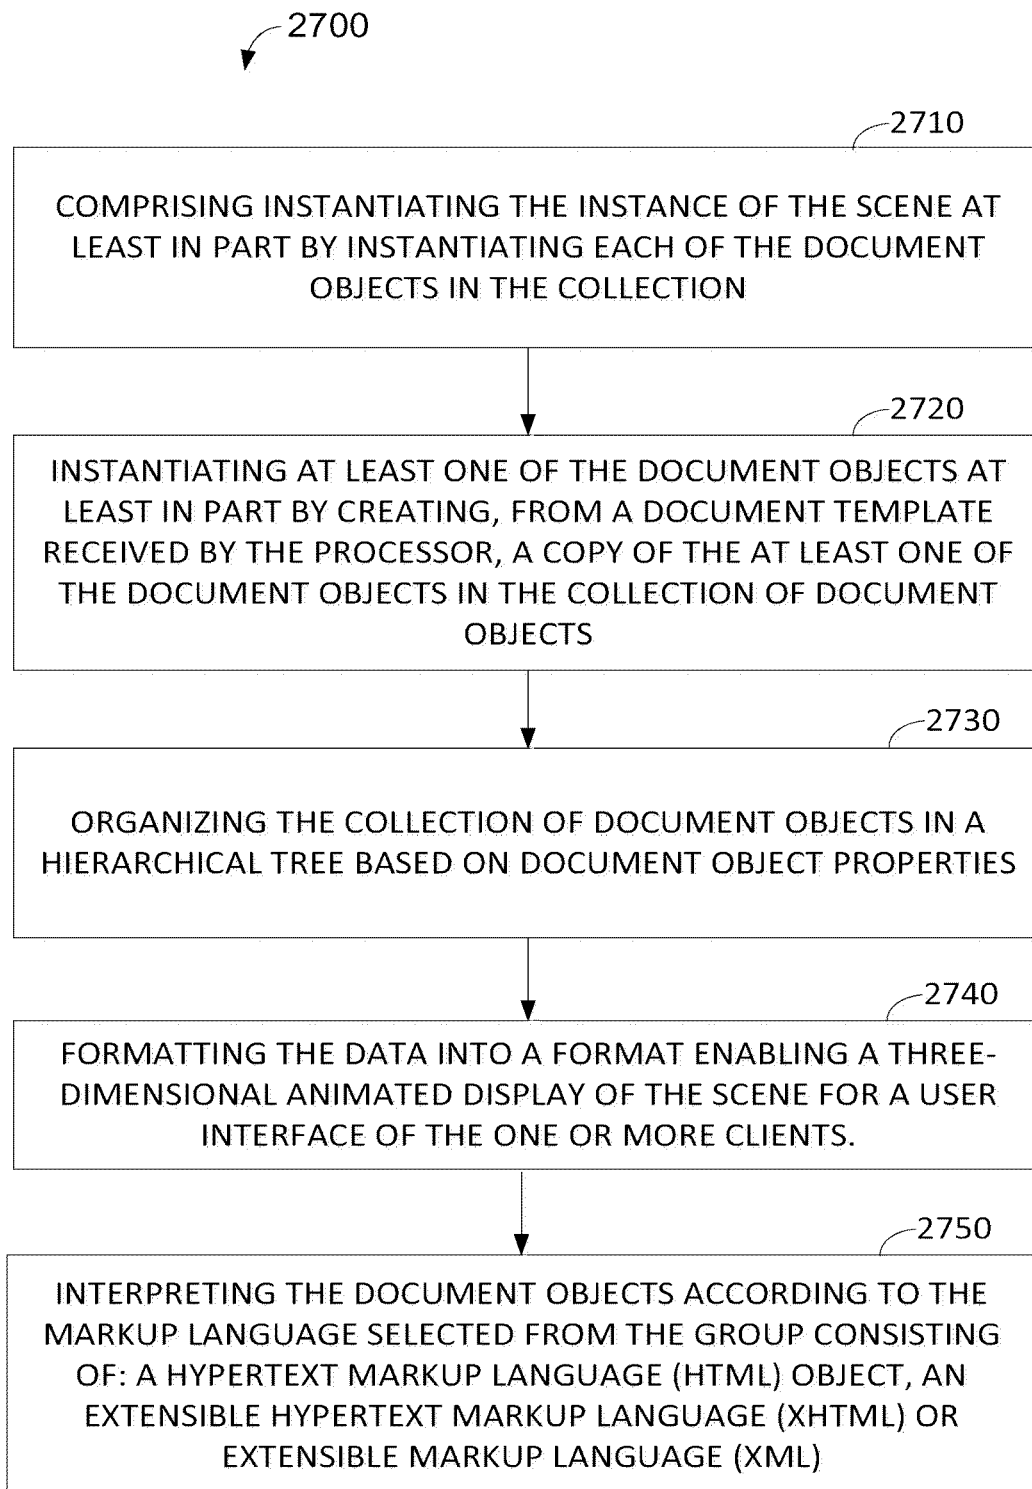 2700
2710
COMPRISING INSTANTIATING THE INSTANCE OF THE SCENE AT
LEAST IN PART BY INSTANTIATING EACH OF THE DOCUMENT
OBJECTS IN THE COLLECTION
2720
INSTANTIATING AT LEAST ONE OF THE DOCUMENT OBJECTS AT
LEAST IN PART BY CREATING, FROM A DOCUMENT TEMPLATE
RECEIVED BY THE PROCESSOR, A COPY OF THE AT LEAST ONE OF
THE DOCUMENT OBJECTS IN THE COLLECTION OF DOCUMENT
OBJECTS
2730
ORGANIZING THE COLLECTION OF DOCUMENT OBJECTS IN A
HIERARCHICAL TREE BASED ON DOCUMENT OBJECT PROPERTIES
2740
FORMATTING THE DATA INTO A FORMAT ENABLING A THREE-
DIMENSIONAL ANIMATED DISPLAY OF THE SCENE FOR A USER
INTERFACE OF THE ONE OR MORE CLIENTS.
2750
INTERPRETING THE DOCUMENT OBJECTS ACCORDING TO THE
MARKUP LANGUAGE SELECTED FROM THE GROUP CONSISTING
OF: A HYPERTEXT MARKUP LANGUAGE (HTML) OBJECT, AN
EXTENSIBLE HYPERTEXT MARKUP LANGUAGE (XHTML) OR
EXTENSIBLE MARKUP LANGUAGE (XML)